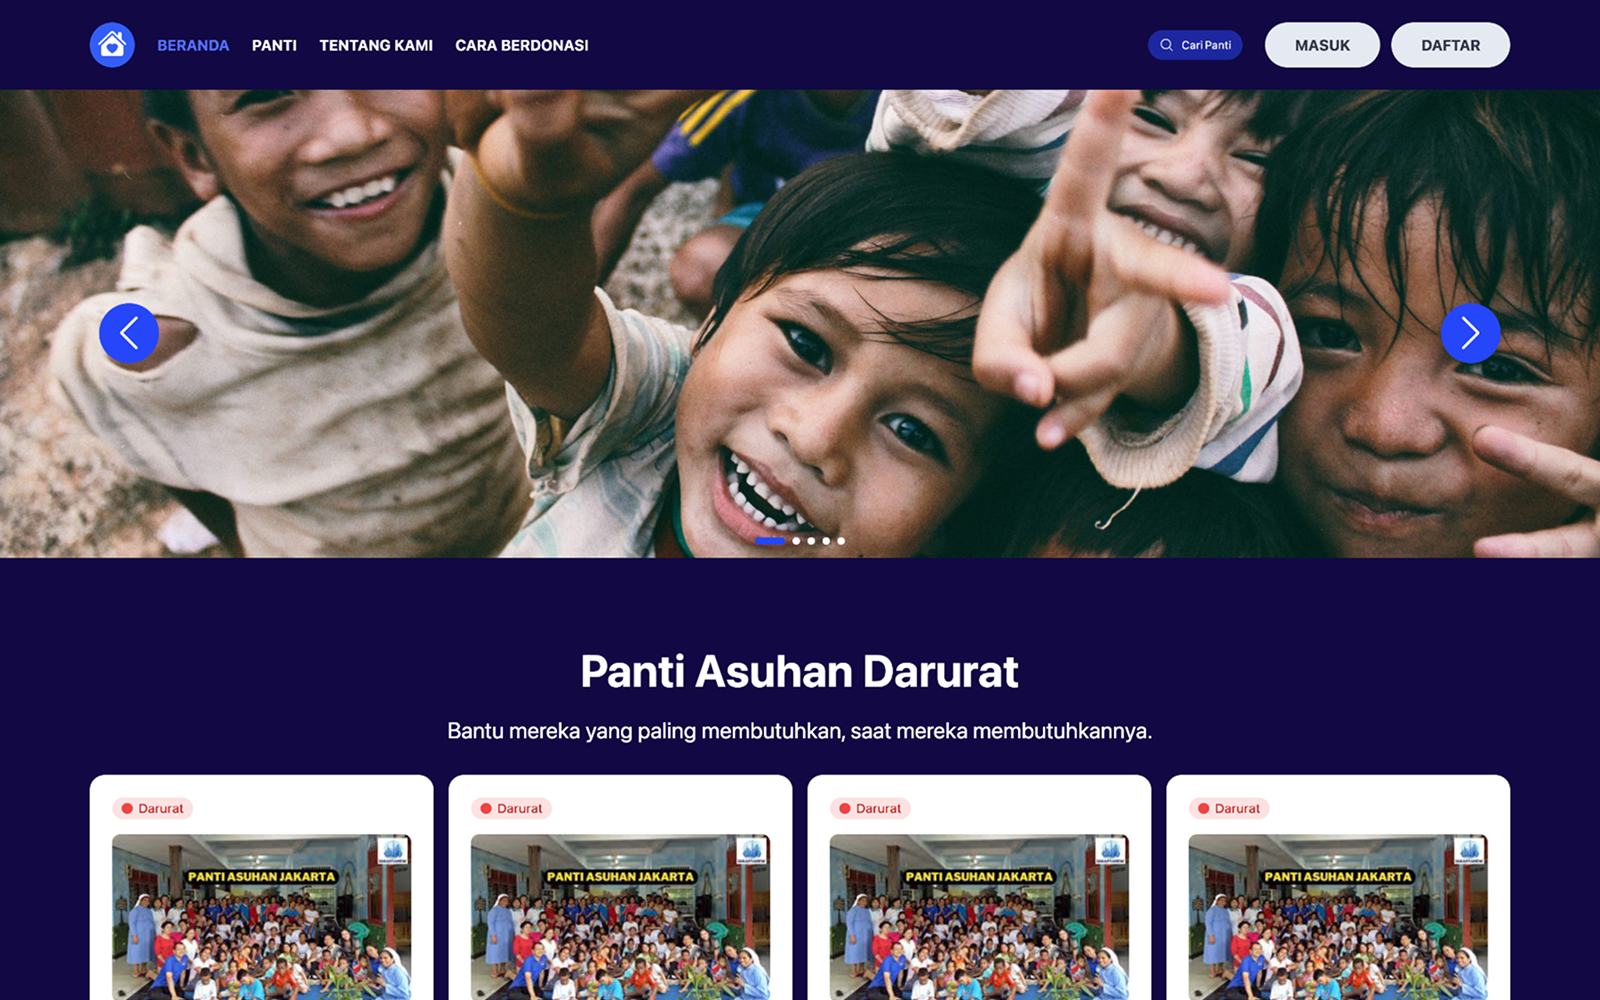 BERANDA PANTI TENTANG KAMI CARA BERDONASI Cari Panti MASUK DAFTAR
Panti Asuhan Darurat
Bantu mereka yang paling membutuhkan, saat mereka membutuhkannya.
Darurat Darurat Darurat Darurat
PANTI ASUHAN JAKARTA PANTI ASUHAN JAKARTA PANTI ASUHAN JAKARTA PANTI ASUHAN JAKARTA